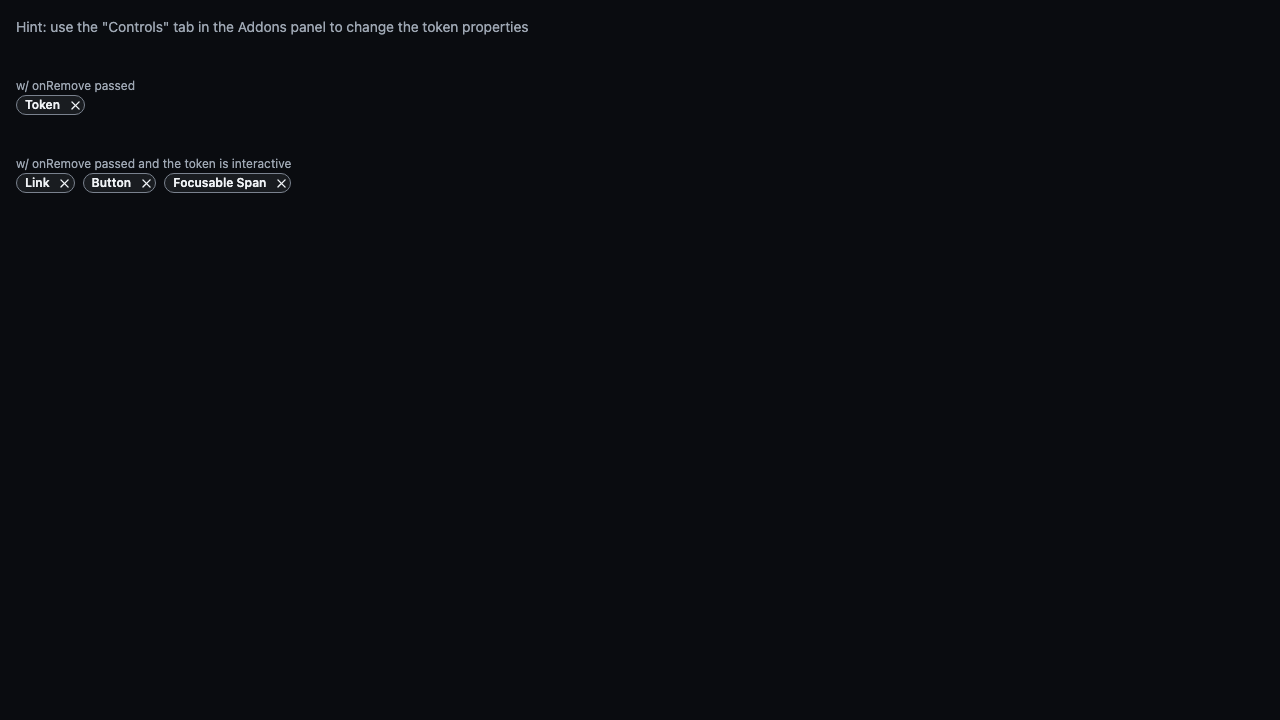 Hint: use the "Controls" tab in the Addons panel to change the token properties
w/ onRemove passed
Token
w/ onRemove passed and the token is interactive
Link Button Focusable Span